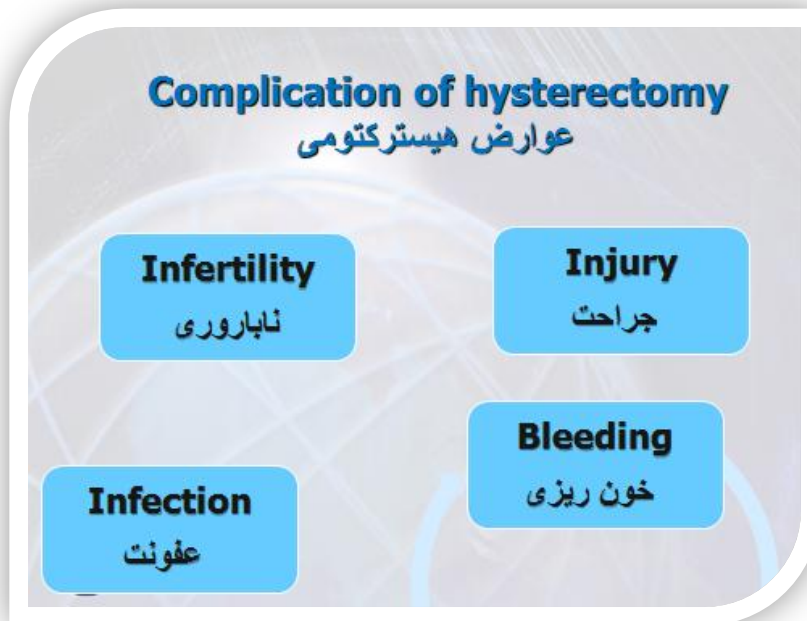 Complication of hysterectomy
عوارض هیسترکتومی
Infertility
ناباروری
Injury
جراحت
Bleeding
خون ریزی
Infection
عفونت